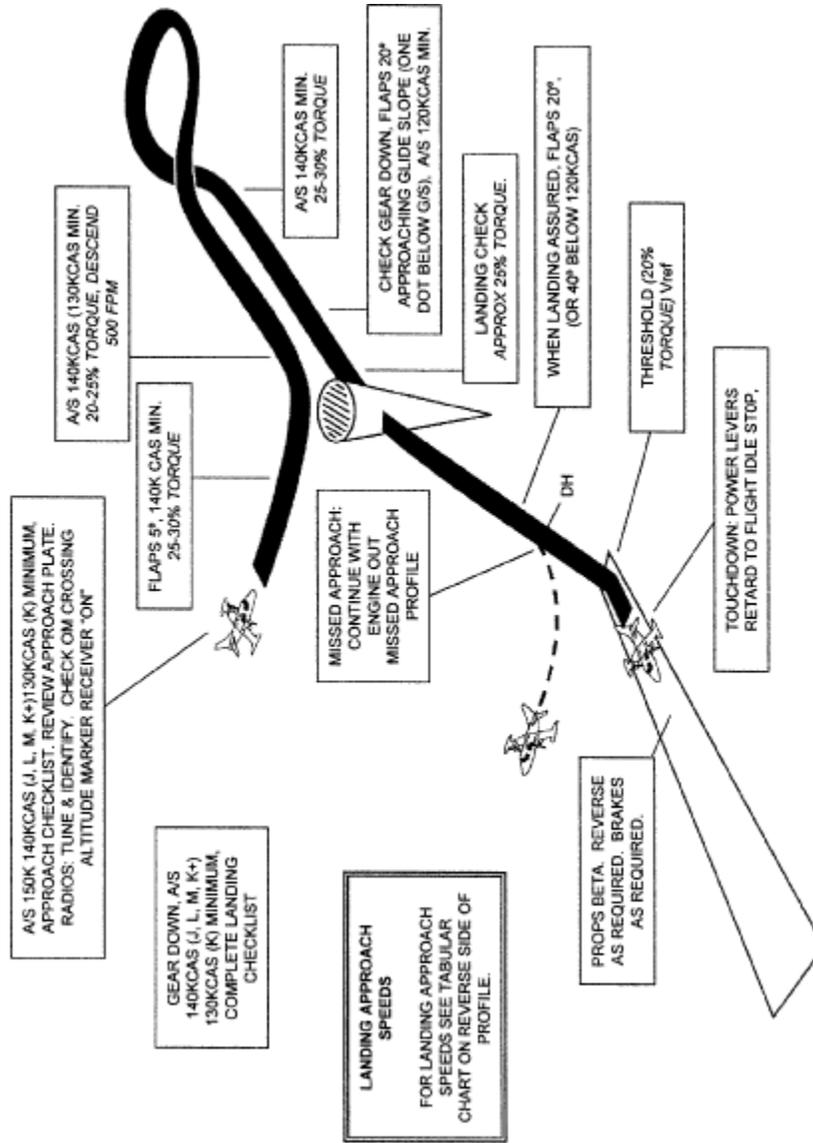 A/S 150K 140KCAS (J, L, M, K+)130KCAS (K) MINIMUM,
APPROACH CHECKLIST. REVIEW APPROACH PLATE.
RADIOS: TUNE & IDENTIFY. CHECK OM CROSSING
ALTITUDE MARKER RECEIVER "ON"
FLAPS 5º, 140K CAS MIN.
25-30% TORQUE
A/S 140KCAS (130KCAS MIN.
20-25% TORQUE, DESCEND
500 FPM
A/S 140KCAS MIN.
25-30% TORQUE
GEAR DOWN, A/S
140KCAS (J, L, M, K+)
130KCAS (K) MINIMUM,
COMPLETE LANDING
CHECKLIST
MISSED APPROACH:
CONTINUE WITH
ENGINE OUT
MISSED APPROACH
PROFILE
CHECK GEAR DOWN, FLAPS 20º
APPROACHING GLIDE SLOPE (ONE
DOT BELOW G/S). A/S 120KCAS MIN.
LANDING CHECK
APPROX 25% TORQUE.
WHEN LANDING ASSURED, FLAPS 20º,
(OR 40º BELOW 120KCAS)
DH
THRESHOLD (20%
TORQUE) Vref
LANDING APPROACH
SPEEDS
FOR LANDING APPROACH
SPEEDS SEE TABULAR
CHART ON REVERSE SIDE OF
PROFILE.
PROPS BETA. REVERSE
AS REQUIRED. BRAKES
AS REQUIRED.
TOUCHDOWN: POWER LEVERS
RETARD TO FLIGHT IDLE STOP,